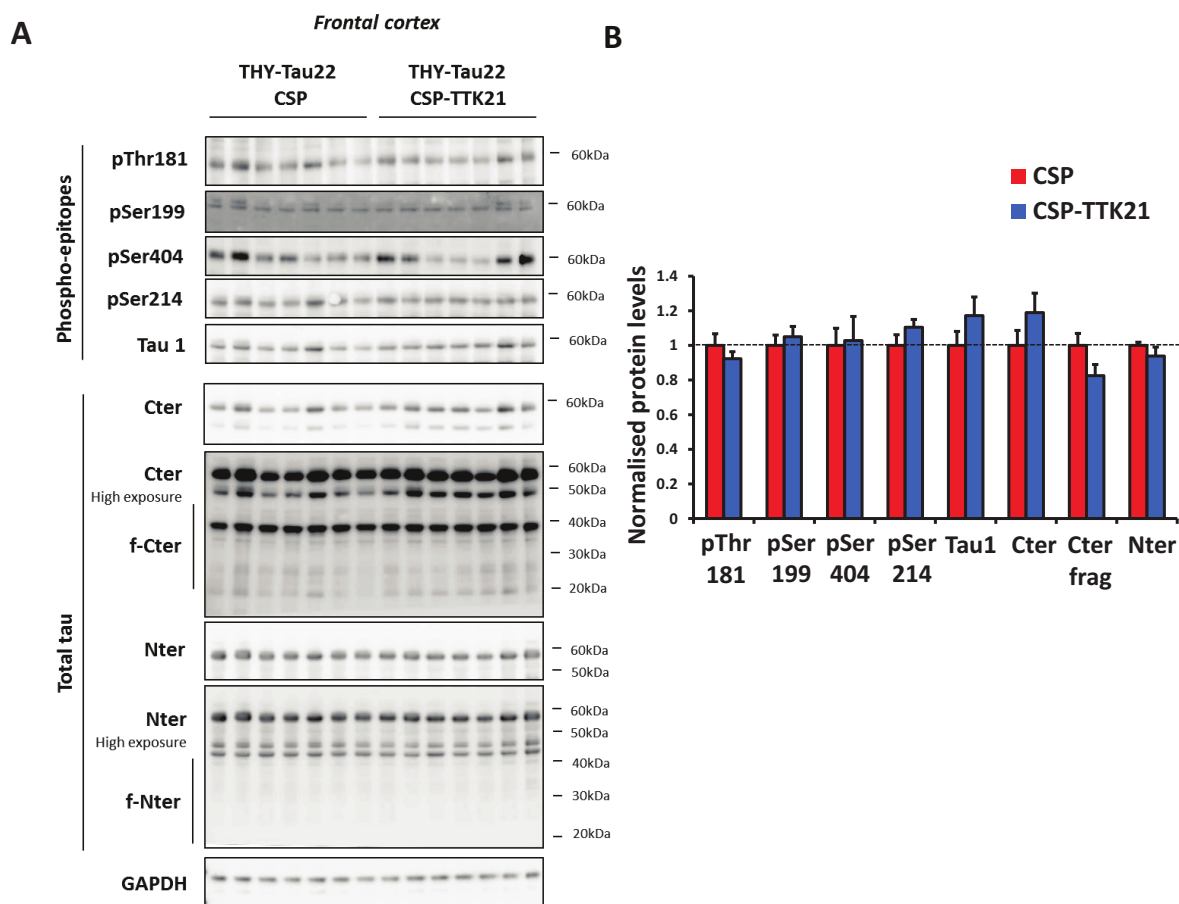 A
Frontal cortex
THY-Tau22
CSP
THY-Tau22
CSP-TTK21
Phospho-epitopes
pThr181
60kDa
pSer199
60kDa
pSer404
60kDa
pSer214
60kDa
Tau 1
60kDa
Total tau
Cter
60kDa
Cter
High exposure
f-Cter
60kDa
50kDa
40kDa
30kDa
20kDa
Nter
60kDa
50kDa
Nter
High exposure
f-Nter
60kDa
50kDa
40kDa
30kDa
20kDa
GAPDH
B
CSP
CSP-TTK21
Normalised protein levels
1.4
1.2
1
0.8
0.6
0.4
0.2
0
pThr
181
pSer
199
pSer
404
pSer
214
Tau1
Cter
Cter
frag
Nter